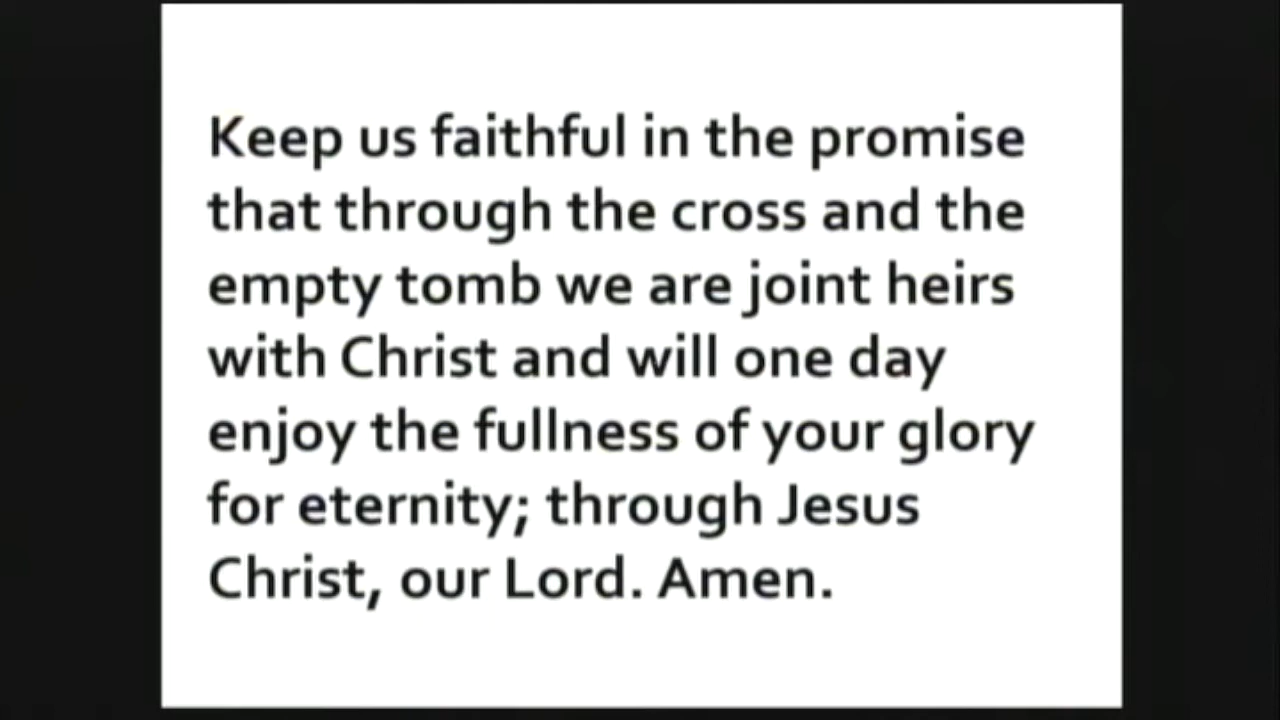 Keep us faithful in the promise
that through the cross and the
empty tomb we are joint heirs
with Christ and will one day
enjoy the fullness of your glory
for eternity; through Jesus
Christ, our Lord. Amen.